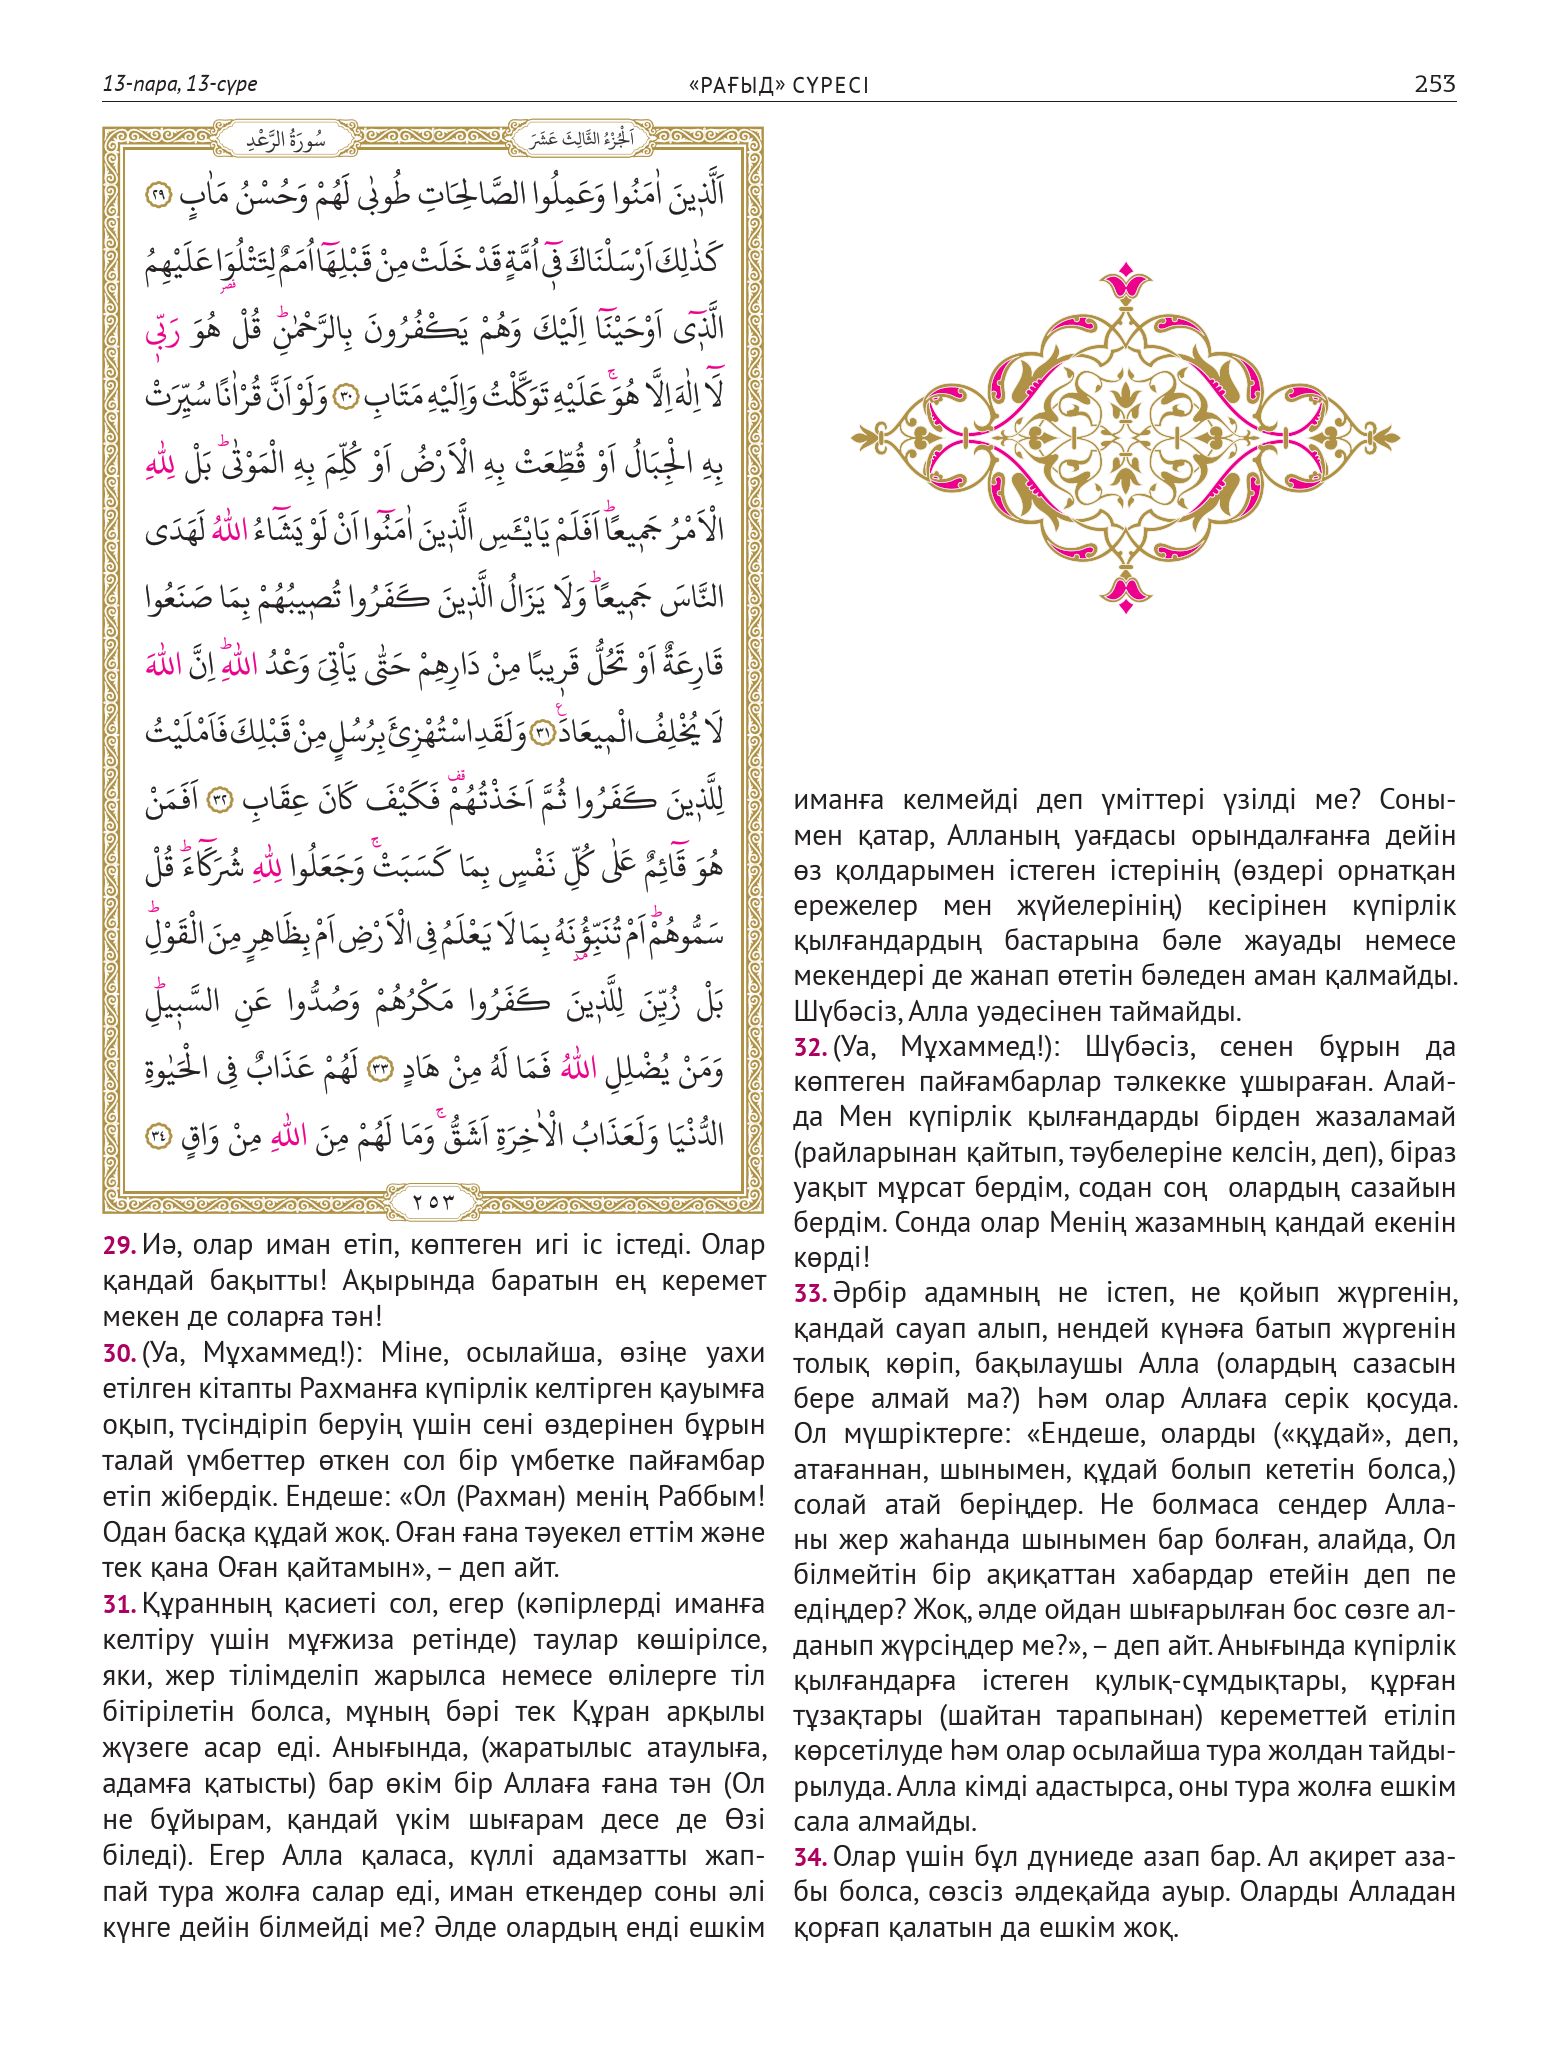 13-пара, 13-сүре
«РАҒЫД» СҮРЕСІ
253
سُورَةُ الرَّعْدِ
اَلْجُزْءُ الثَّالِثَ عَشَرَ
اَلَّذ۪ينَ اٰمَنُوا وَعَمِلُوا الصَّالِحَاتِ طُوبٰى لَهُمْ وَحُسْنُ مَاٰبٍ ﴿٢٩﴾
كَذٰلِكَ اَرْسَلْنَاكَ ف۪ٓي اُمَّةٍ قَدْ خَلَتْ مِنْ قَبْلِهَٓا اُمَمٌ لِتَتْلُوَا عَلَيْهِمُ
الَّذ۪ٓى اَوْحَيْنَٓا اِلَيْكَ وَهُمْ يَكْفُرُونَ بِالرَّحْمٰنِۜ قُلْ هُوَ رَبّ۪ي
لَٓا اِلٰهَ اِلَّا هُوَۚ عَلَيْهِ تَوَكَّلْتُ وَاِلَيْهِ مَتَابِ ﴿٣٠﴾ وَلَوْ اَنَّ قُرْاٰنًا سُيِّرَتْ
بِهِ الْجِبَالُ اَوْ قُطِّعَتْ بِهِ الْاَرْضُ اَوْ كُلِّمَ بِهِ الْمَوْتٰىۜ بَلْ لِلّٰهِ
الْاَمْرُ جَم۪يعًاۜ اَفَلَمْ يَايْـَٔسِ الَّذ۪ينَ اٰمَنُٓوا اَنْ لَوْ يَشَٓاءُ اللّٰهُ لَهَدَى
النَّاسَ جَم۪يعًاۜ وَلَا يَزَالُ الَّذ۪ينَ كَفَرُوا تُص۪يبُهُمْ بِمَا صَنَعُوا
قَارِعَةٌ اَوْ تَحُلُّ قَر۪يبًا مِنْ دَارِهِمْ حَتّٰى يَاْتِىَ وَعْدُ اللّٰهِۜ اِنَّ اللّٰهَ
لَا يُخْلِفُ الْم۪يعَادَ۟ ﴿٣١﴾ وَلَقَدِ اسْتُهْزِئَ بِرُسُلٍ مِنْ قَبْلِكَ فَاَمْلَيْتُ
لِلَّذ۪ينَ كَفَرُوا ثُمَّ اَخَذْتُهُمْ فَكَيْفَ كَانَ عِقَابِ ﴿٣٢﴾ اَفَمَنْ
هُوَ قَٓائِمٌ عَلٰى كُلِّ نَفْسٍ بِمَا كَسَبَتْۚ وَجَعَلُوا لِلّٰهِ شُرَكَٓاءَۜ قُلْ
سَمُّوهُمْۜ اَمْ تُنَبِّؤُ۫نَهُ بِمَا لَا يَعْلَمُ فِى الْاَرْضِ اَمْ بِظَاهِرٍ مِنَ الْقَوْلِۜ
بَلْ زُيِّنَ لِلَّذ۪ينَ كَفَرُوا مَكْرُهُمْ وَصُدُّوا عَنِ السَّب۪يلِۜ
وَمَنْ يُضْلِلِ اللّٰهُ فَمَا لَهُ مِنْ هَادٍ ﴿٣٣﴾ لَهُمْ عَذَابٌ فِى الْحَيٰوةِ
الدُّنْيَا وَلَعَذَابُ الْاٰخِرَةِ اَشَقُّۚ وَمَا لَهُمْ مِنَ اللّٰهِ مِنْ وَاقٍ ﴿٣٤﴾
٢٥٣
29. Иә, олар иман етіп, көптеген игі іс істеді. Олар
қандай бақытты! Ақырында баратын ең керемет
мекен де соларға тән!
30. (Уа, Мұхаммед!): Міне, осылайша, өзіңе уахи
етілген кітапты Рахманға күпірлік келтірген қауымға
оқып, түсіндіріп беруің үшін сені өздерінен бұрын
талай үмбеттер өткен сол бір үмбетке пайғамбар
етіп жібердік. Ендеше: «Ол (Рахман) менің Раббым!
Одан басқа құдай жоқ. Оған ғана тәуекел еттім және
тек қана Оған қайтамын», – деп айт.
31. Құранның қасиеті сол, егер (кәпірлерді иманға
келтіру үшін мұғжиза ретінде) таулар көшірілсе,
яки, жер тілімделіп жарылса немесе өлілерге тіл
бітірілетін болса, мұның бәрі тек Құран арқылы
жүзеге асар еді. Анығында, (жаратылыс атаулыға,
адамға қатысты) бар өкім бір Аллаға ғана тән (Ол
не бұйырам, қандай үкім шығарам десе де Өзі
біледі). Егер Алла қаласа, күллі адамзатты жап-
пай тура жолға салар еді, иман еткендер соны әлі
күнге дейін білмейді ме? Әлде олардың енді ешкім
иманға келмейді деп үміттері үзілді ме? Соны-
мен қатар, Алланың уағдасы орындалғанға дейін
өз қолдарымен істеген істерінің (өздері орнатқан
ережелер мен жүйелерінің) кесірінен күпірлік
қылғандардың бастарына бәле жауады немесе
мекендері де жанап өтетін бәледен аман қалмайды.
Шүбәсіз, Алла уәдесінен таймайды.
32. (Уа, Мұхаммед!): Шүбәсіз, сенен бұрын да
көптеген пайғамбарлар тәлкекке ұшыраған. Алай-
да Мен күпірлік қылғандарды бірден жазаламай
(райларынан қайтып, тәубелеріне келсін, деп), біраз
уақыт мұрсат бердім, содан соң олардың сазайын
бердім. Сонда олар Менің жазамның қандай екенін
көрді!
33. Әрбір адамның не істеп, не қойып жүргенін,
қандай сауап алып, нендей күнәға батып жүргенін
толық көріп, бақылаушы Алла (олардың сазасын
бере алмай ма?) Һәм олар Аллаға серік қосуда.
Ол мүшріктерге: «Ендеше, оларды («құдай», деп,
атағаннан, шынымен, құдай болып кететін болса,)
солай атай беріңдер. Не болмаса сендер Алла-
ны жер жаһанда шынымен бар болған, алайда, Ол
білмейтін бір ақиқаттан хабардар етейін деп пе
едіңдер? Жоқ, әлде ойдан шығарылған бос сөзге ал-
данып жүрсіңдер ме?», – деп айт. Анығында күпірлік
қылғандарға істеген қулық-сұмдықтары, құрған
тұзақтары (шайтан тарапынан) кереметтей етіліп
көрсетілуде һәм олар осылайша тура жолдан тайды-
рылуда. Алла кімді адастырса, оны тура жолға ешкім
сала алмайды.
34. Олар үшін бұл дүниеде азап бар. Ал ақирет аза-
бы болса, сөзсіз әлдеқайда ауыр. Оларды Алладан
қорғап қалатын да ешкім жоқ.